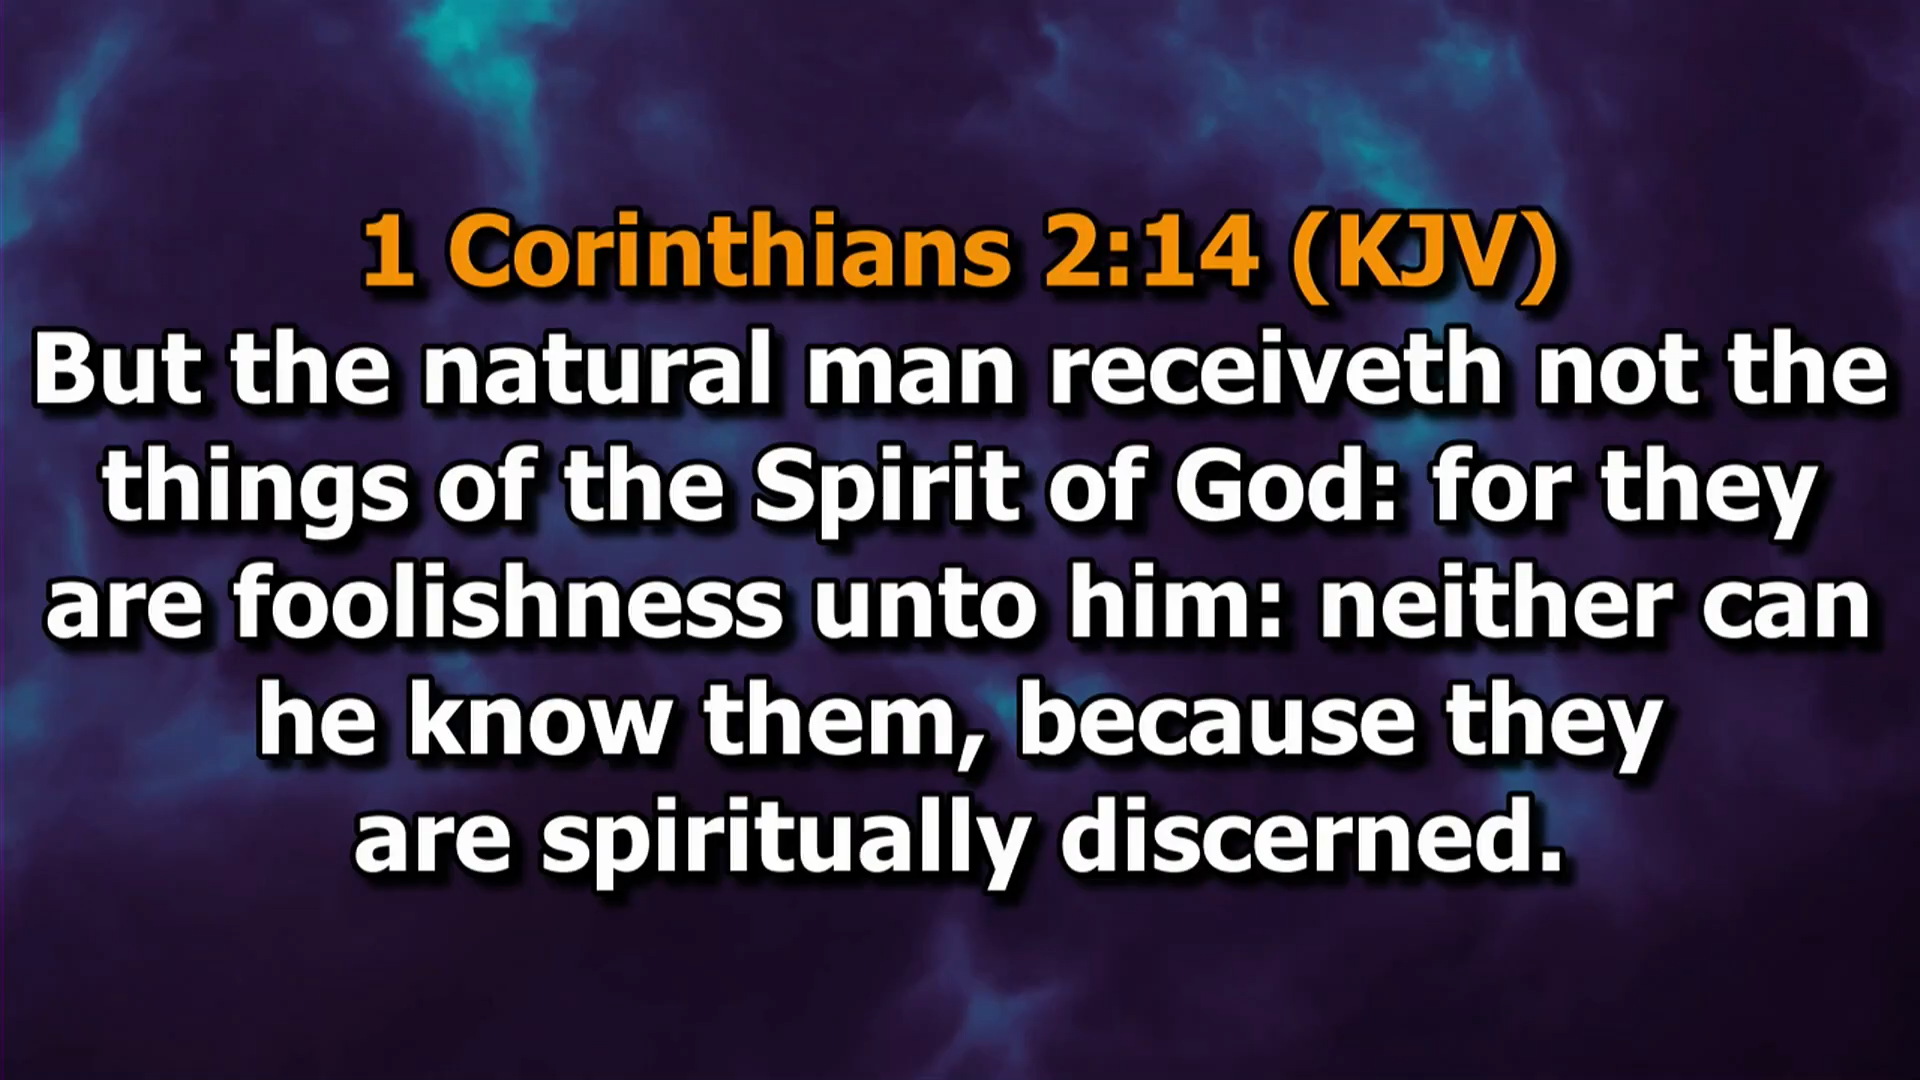 1 Corinthians 2:14 (KJV)
But the natural man receiveth not the
things of the Spirit of God: for they
are foolishness unto him: neither can
he know them, because they
are spiritually discerned.